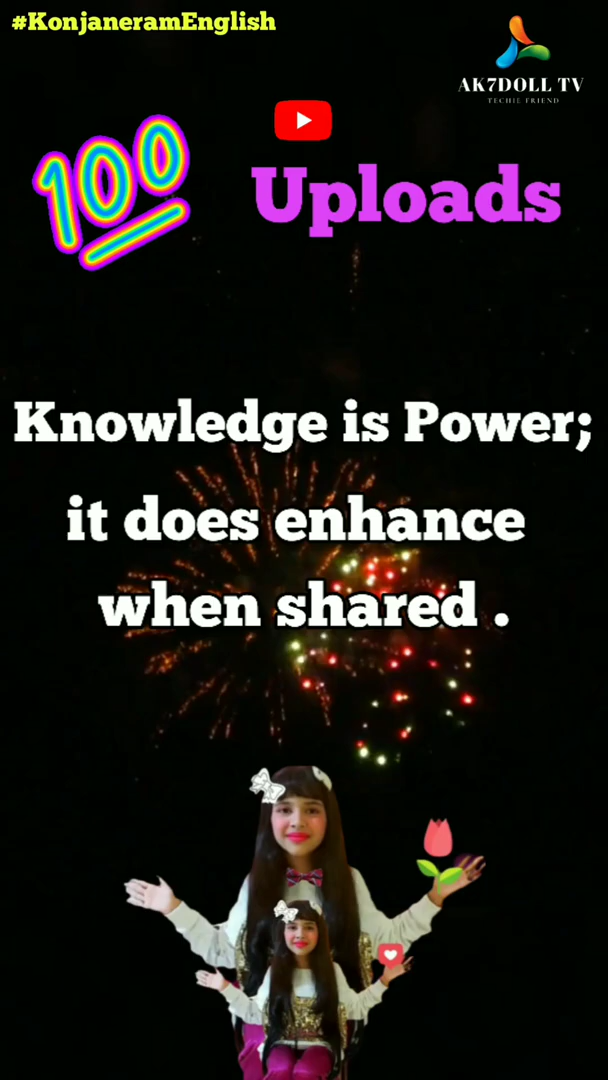 #KonjaneramEnglish
AK7DOLL TV
TECHIE FRIEND
100
Uploads
Knowledge is Power;
it does enhance
when shared .